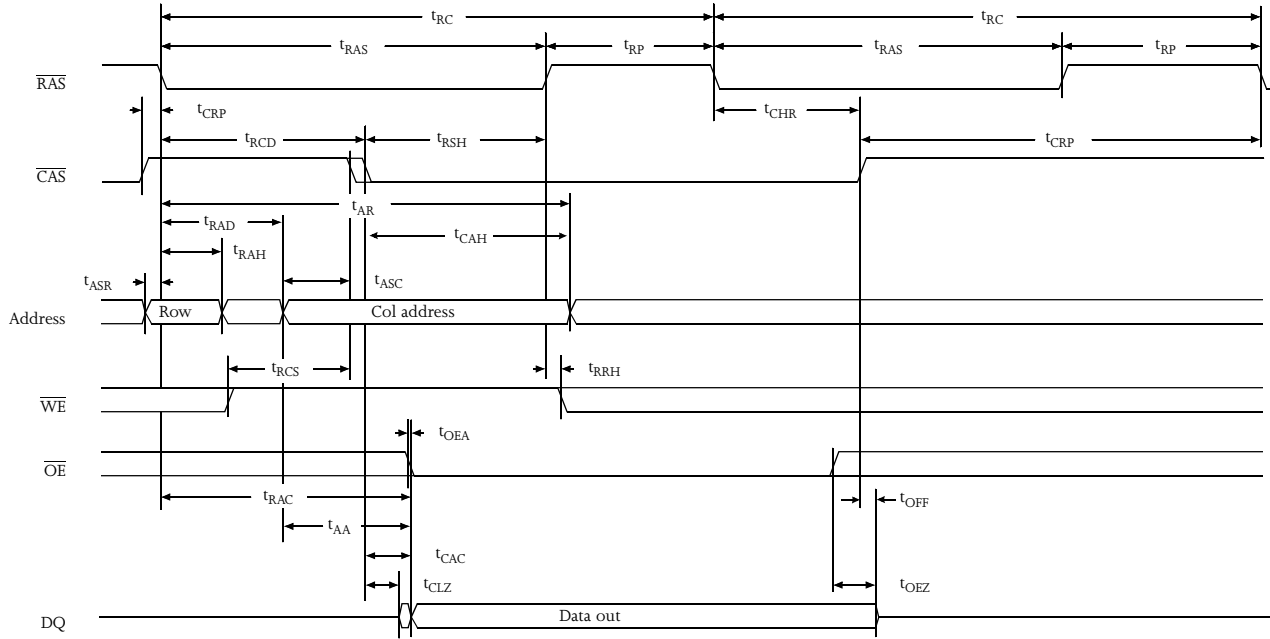 tRC tRC
tRAS tRP tRAS tRP
RAS
tCRP tCHR
tRCD tRSH tCRP
CAS
tAR
tRAD
tCAH
tRAH
tASR tASC
Address Row Col address
tRCS tRRH
WE
tOEA
OE
tRAC tOFF
tAA
tCAC
tCLZ tOEZ
DQ Data out